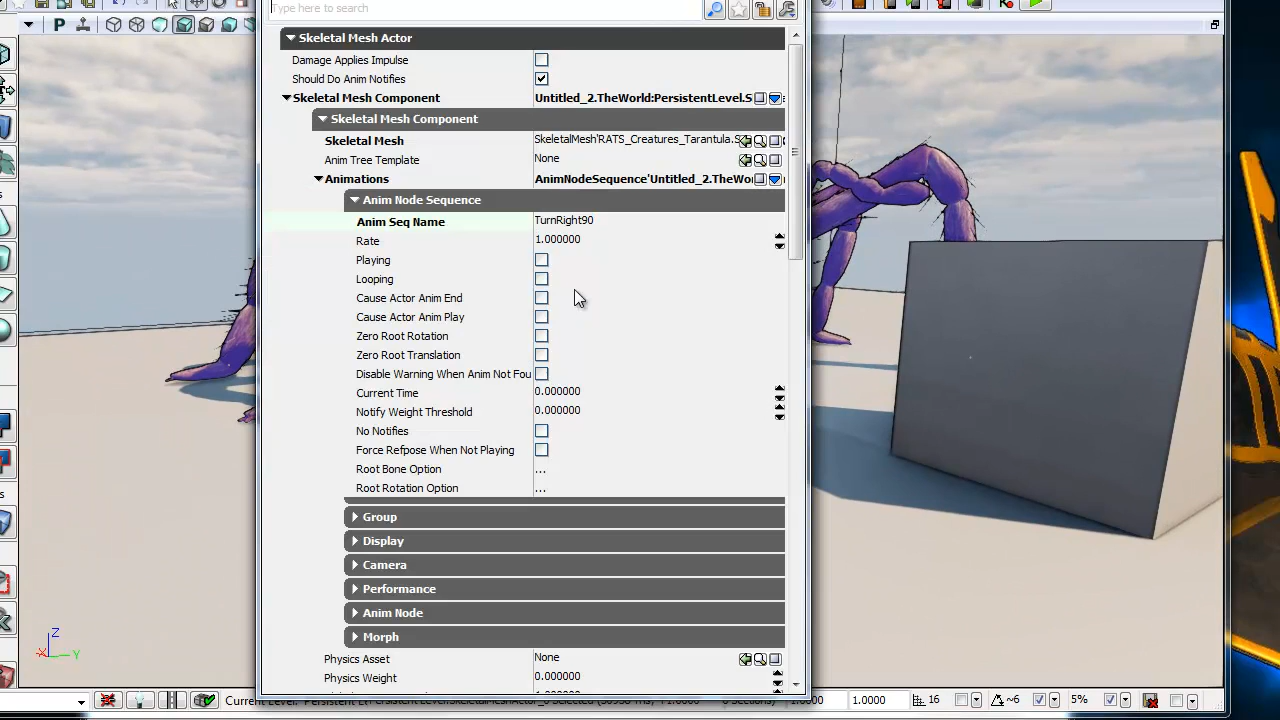 Type here to search
P
Skeletal Mesh Actor
Damage Applies Impulse
Should Do Anim Notifies
Skeletal Mesh Component Untitled_2.TheWorld:PersistentLevel.S
Skeletal Mesh Component
Skeletal Mesh SkeletalMesh'RATS_Creatures_Tarantula.S
Anim Tree Template None
Animations AnimNodeSequence'Untitled_2.TheWo
Anim Node Sequence
Anim Seq Name TurnRight90
Rate 1.000000
Playing
Looping
Cause Actor Anim End
Cause Actor Anim Play
Zero Root Rotation
Zero Root Translation
Disable Warning When Anim Not Fou
Current Time 0.000000
Notify Weight Threshold 0.000000
No Notifies
Force Refpose When Not Playing
Root Bone Option ...
Root Rotation Option ...
Group
Display
Camera
Performance
Anim Node
Morph
Physics Asset None
Physics Weight 0.000000
Z
X Y
Current Level: 1.0000 16 6 5%